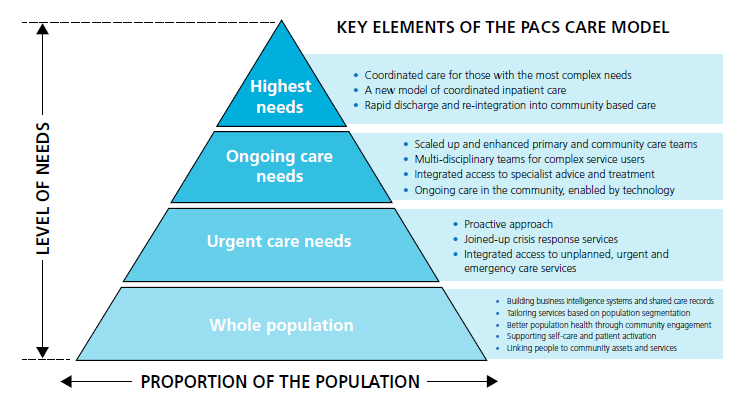 KEY ELEMENTS OF THE PACS CARE MODEL
LEVEL OF NEEDS
Highest
needs
• Coordinated care for those with the most complex needs
• A new model of coordinated inpatient care
• Rapid discharge and re-integration into community based care
Ongoing care
needs
• Scaled up and enhanced primary and community care teams
• Multi-disciplinary teams for complex service users
• Integrated access to specialist advice and treatment
• Ongoing care in the community, enabled by technology
Urgent care needs
• Proactive approach
• Joined-up crisis response services
• Integrated access to unplanned, urgent and
emergency care services
Whole population
• Building business intelligence systems and shared care records
• Tailoring services based on population segmentation
• Better population health through community engagement
• Supporting self-care and patient activation
• Linking people to community assets and services
PROPORTION OF THE POPULATION